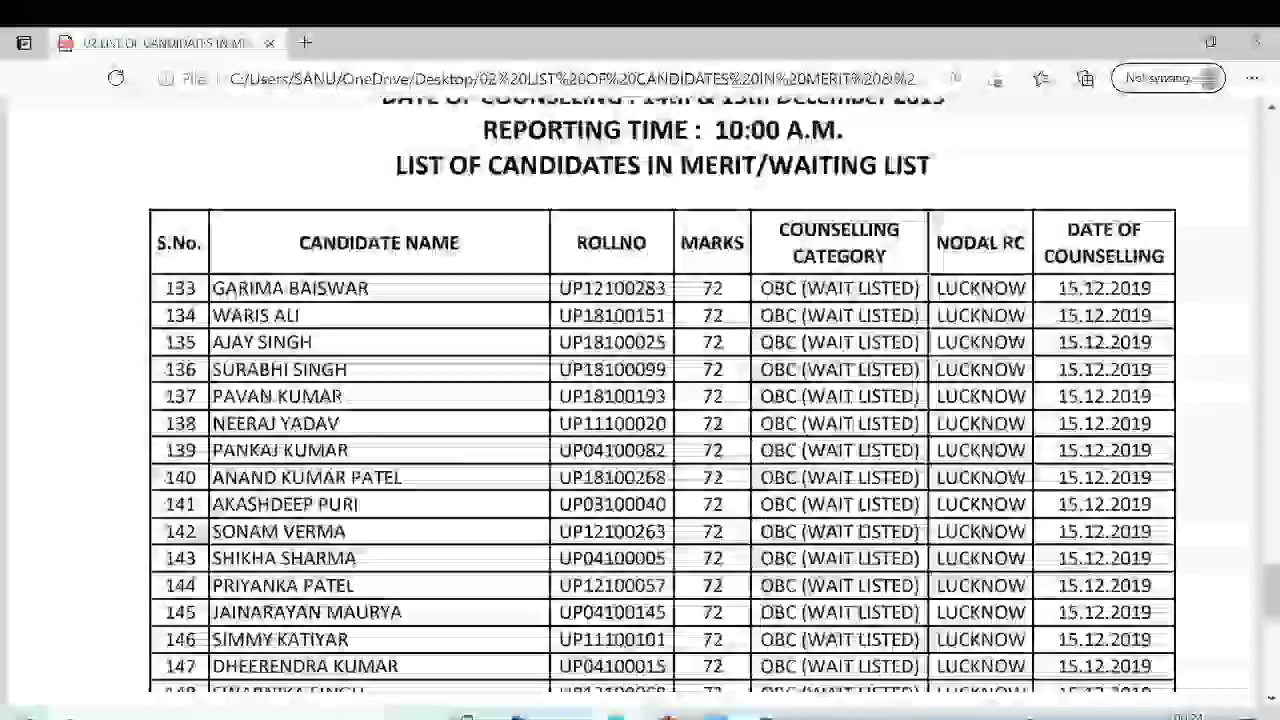 02 LIST OF CANDIDATES IN ME
File C:/Users/SANU/OneDrive/Desktop/02%20LIST%20OF%20CANDIDATES%20IN%20MERIT%20&%2... Not syncing
DATE OF COUNSELLING : 14th & 15th December 2019
REPORTING TIME : 10:00 A.M.
LIST OF CANDIDATES IN MERIT/WAITING LIST
S.No. CANDIDATE NAME ROLLNO MARKS COUNSELLING CATEGORY NODAL RC DATE OF COUNSELLING
133 GARIMA BAISWAR UP12100283 72 OBC (WAIT LISTED) LUCKNOW 15.12.2019
134 WARIS ALI UP18100151 72 OBC (WAIT LISTED) LUCKNOW 15.12.2019
135 AJAY SINGH UP18100025 72 OBC (WAIT LISTED) LUCKNOW 15.12.2019
136 SURABHI SINGH UP18100099 72 OBC (WAIT LISTED) LUCKNOW 15.12.2019
137 PAVAN KUMAR UP18100193 72 OBC (WAIT LISTED) LUCKNOW 15.12.2019
138 NEERAJ YADAV UP11100020 72 OBC (WAIT LISTED) LUCKNOW 15.12.2019
139 PANKAJ KUMAR UP04100082 72 OBC (WAIT LISTED) LUCKNOW 15.12.2019
140 ANAND KUMAR PATEL UP18100268 72 OBC (WAIT LISTED) LUCKNOW 15.12.2019
141 AKASHDEEP PURI UP03100040 72 OBC (WAIT LISTED) LUCKNOW 15.12.2019
142 SONAM VERMA UP12100263 72 OBC (WAIT LISTED) LUCKNOW 15.12.2019
143 SHIKHA SHARMA UP04100005 72 OBC (WAIT LISTED) LUCKNOW 15.12.2019
144 PRIYANKA PATEL UP12100057 72 OBC (WAIT LISTED) LUCKNOW 15.12.2019
145 JAINARAYAN MAURYA UP04100145 72 OBC (WAIT LISTED) LUCKNOW 15.12.2019
146 SIMMY KATIYAR UP11100101 72 OBC (WAIT LISTED) LUCKNOW 15.12.2019
147 DHEERENDRA KUMAR UP04100015 72 OBC (WAIT LISTED) LUCKNOW 15.12.2019